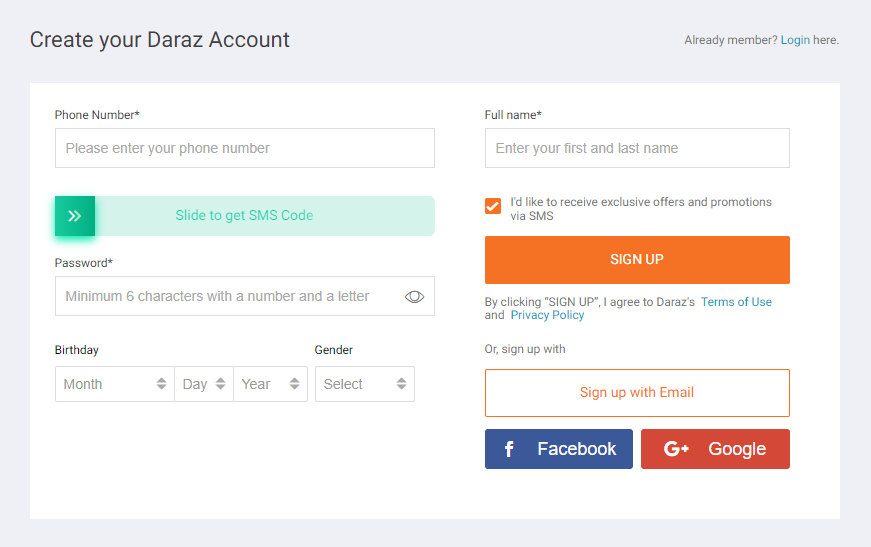 Create your Daraz Account
Already member? Login here.
Phone Number*
Please enter your phone number
Slide to get SMS Code
Password*
Minimum 6 characters with a number and a letter
Birthday
Gender
Month
Day
Year
Select
Full name*
Enter your first and last name
I'd like to receive exclusive offers and promotions
via SMS
SIGN UP
By clicking “SIGN UP”, I agree to Daraz's Terms of Use
and Privacy Policy
Or, sign up with
Sign up with Email
f Facebook
G+ Google